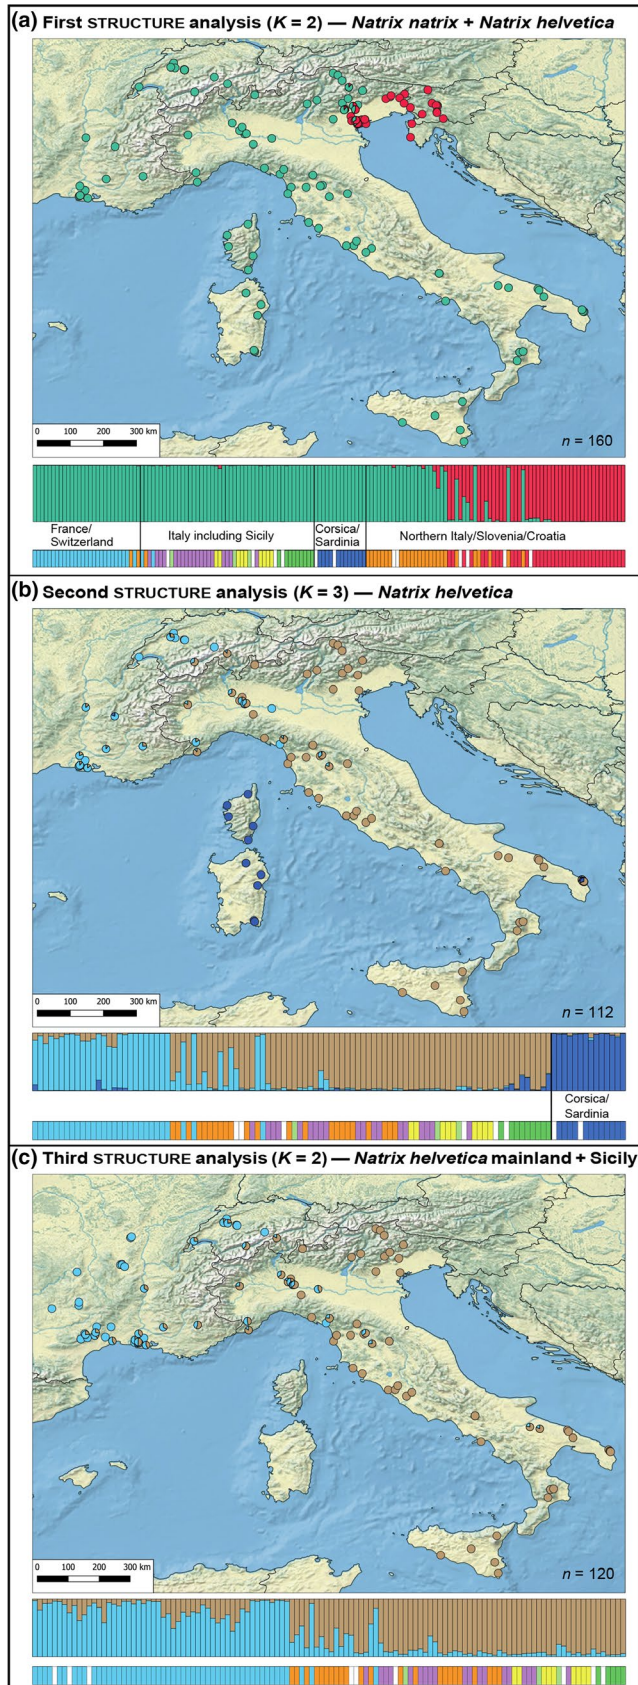 (a) First STRUCTURE analysis (K = 2) — Natrix natrix + Natrix helvetica
0 100 200 300 km
n = 160
France/
Switzerland
Italy including Sicily
Corsica/
Sardinia
Northern Italy/Slovenia/Croatia
(b) Second STRUCTURE analysis (K = 3) — Natrix helvetica
0 100 200 300 km
n = 112
Corsica/
Sardinia
(c) Third STRUCTURE analysis (K = 2) — Natrix helvetica mainland + Sicily
0 100 200 300 km
n = 120